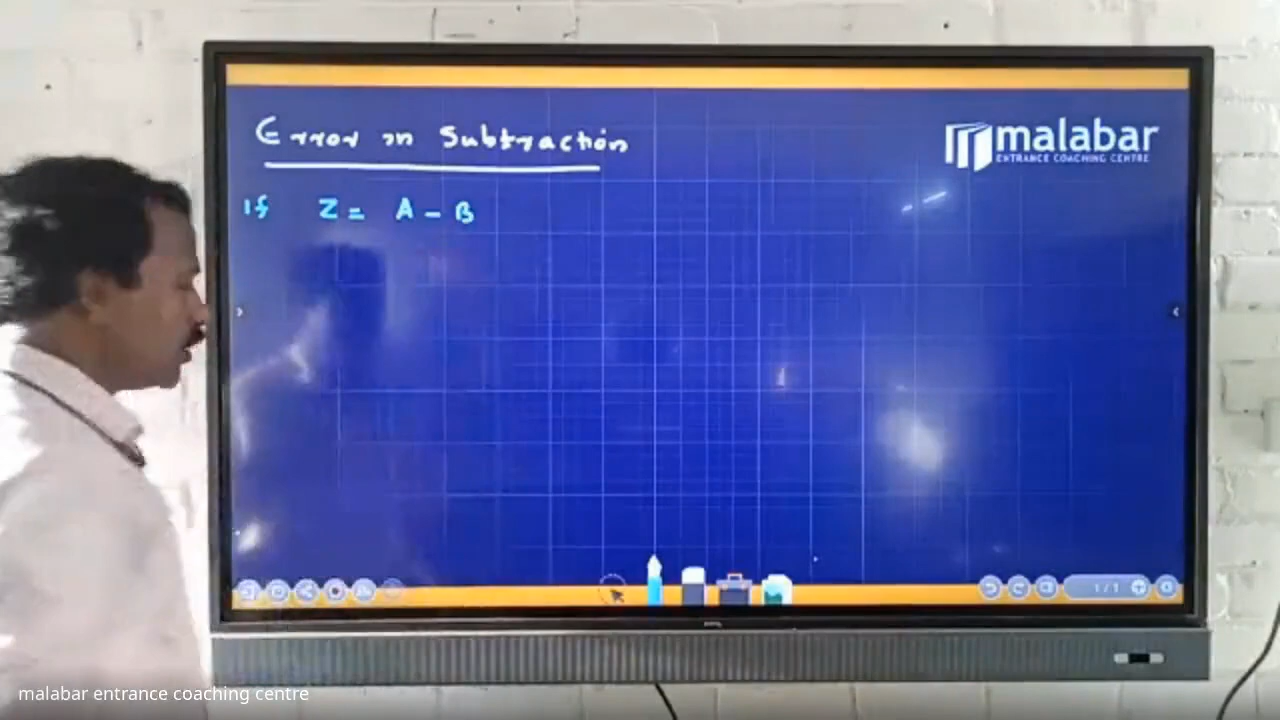 Error in Subtraction
malabar
ENTRANCE COACHING CENTRE
If Z = A - B
1 / 1
malabar entrance coaching centre